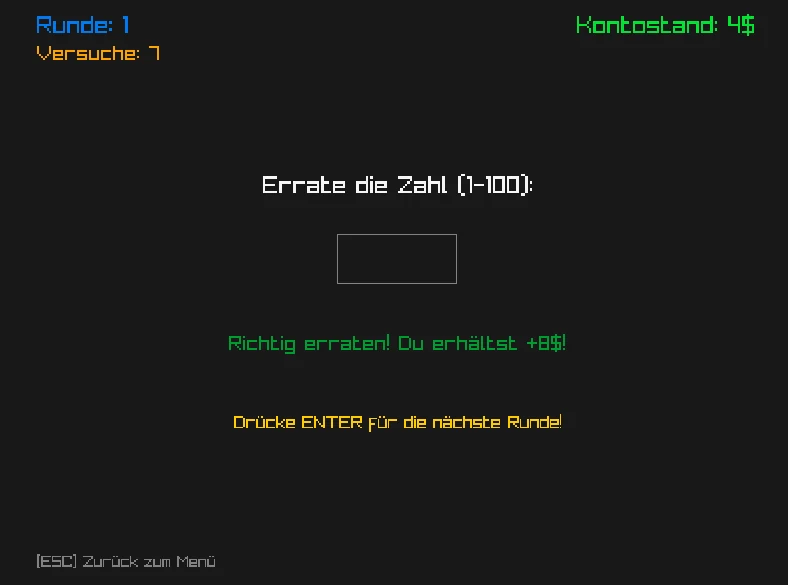 Runde: 1
Kontostand: 4$
Versuche: 7
Errate die Zahl (1-100):
Richtig erraten! Du erhältst +8$!
Drücke ENTER für die nächste Runde!
[ESC] Zurück zum Menü